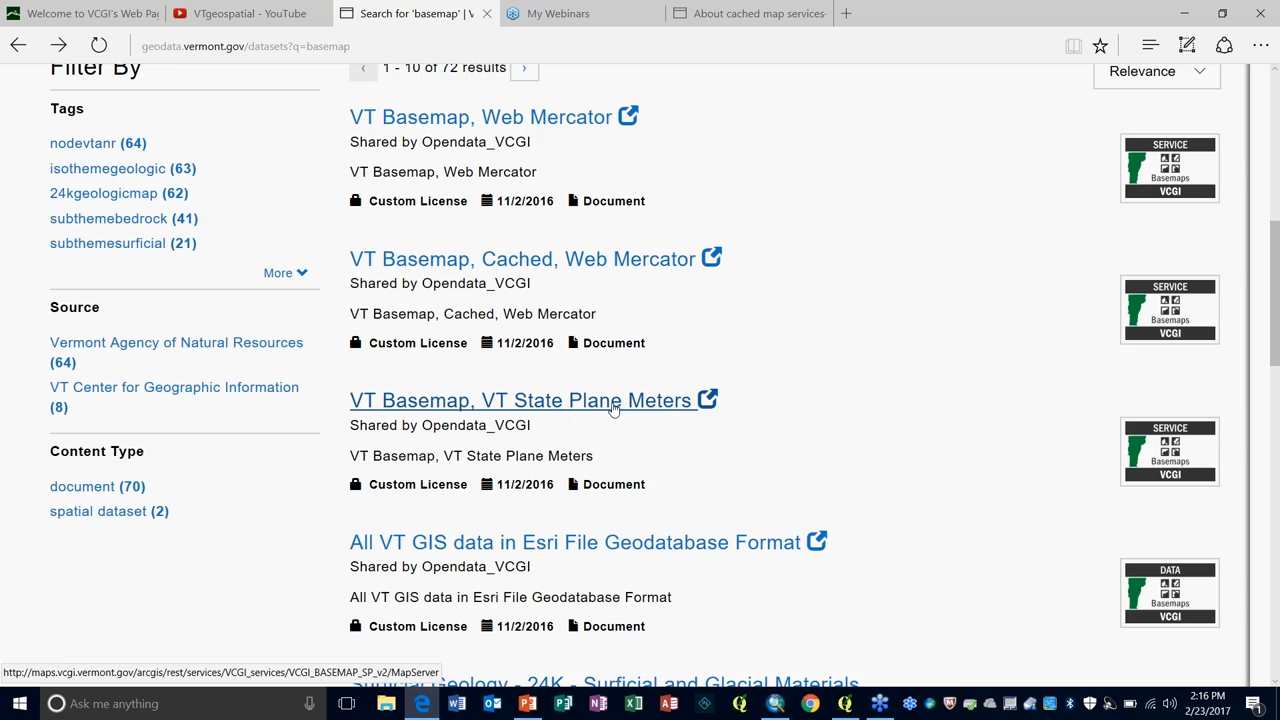 Welcome to VCGI's Web Pag
VTgeospatial - YouTube
Search for 'basemap' | V
My Webinars
About cached map services-
geodata.vermont.gov/datasets?q=basemap
Filter By
1 - 10 of 72 results
Relevance
Tags
nodevtanr (64)
isothemegeologic (63)
24kgeologicmap (62)
subthemebedrock (41)
subthemesurficial (21)
More
Source
Vermont Agency of Natural Resources
(64)
VT Center for Geographic Information
(8)
Content Type
document (70)
spatial dataset (2)
VT Basemap, Web Mercator
Shared by Opendata_VCGI
VT Basemap, Web Mercator
Custom License 11/2/2016 Document
SERVICE
Basemaps
VCGI
VT Basemap, Cached, Web Mercator
Shared by Opendata_VCGI
VT Basemap, Cached, Web Mercator
Custom License 11/2/2016 Document
SERVICE
Basemaps
VCGI
VT Basemap, VT State Plane Meters
Shared by Opendata_VCGI
VT Basemap, VT State Plane Meters
Custom License 11/2/2016 Document
SERVICE
Basemaps
VCGI
All VT GIS data in Esri File Geodatabase Format
Shared by Opendata_VCGI
All VT GIS data in Esri File Geodatabase Format
Custom License 11/2/2016 Document
DATA
Basemaps
VCGI
Surficial Geology - 24K - Surficial and Glacial Materials
http://maps.vcgi.vermont.gov/arcgis/rest/services/VCGI_services/VCGI_BASEMAP_SP_v2/MapServer
Ask me anything
2:16 PM
2/23/2017